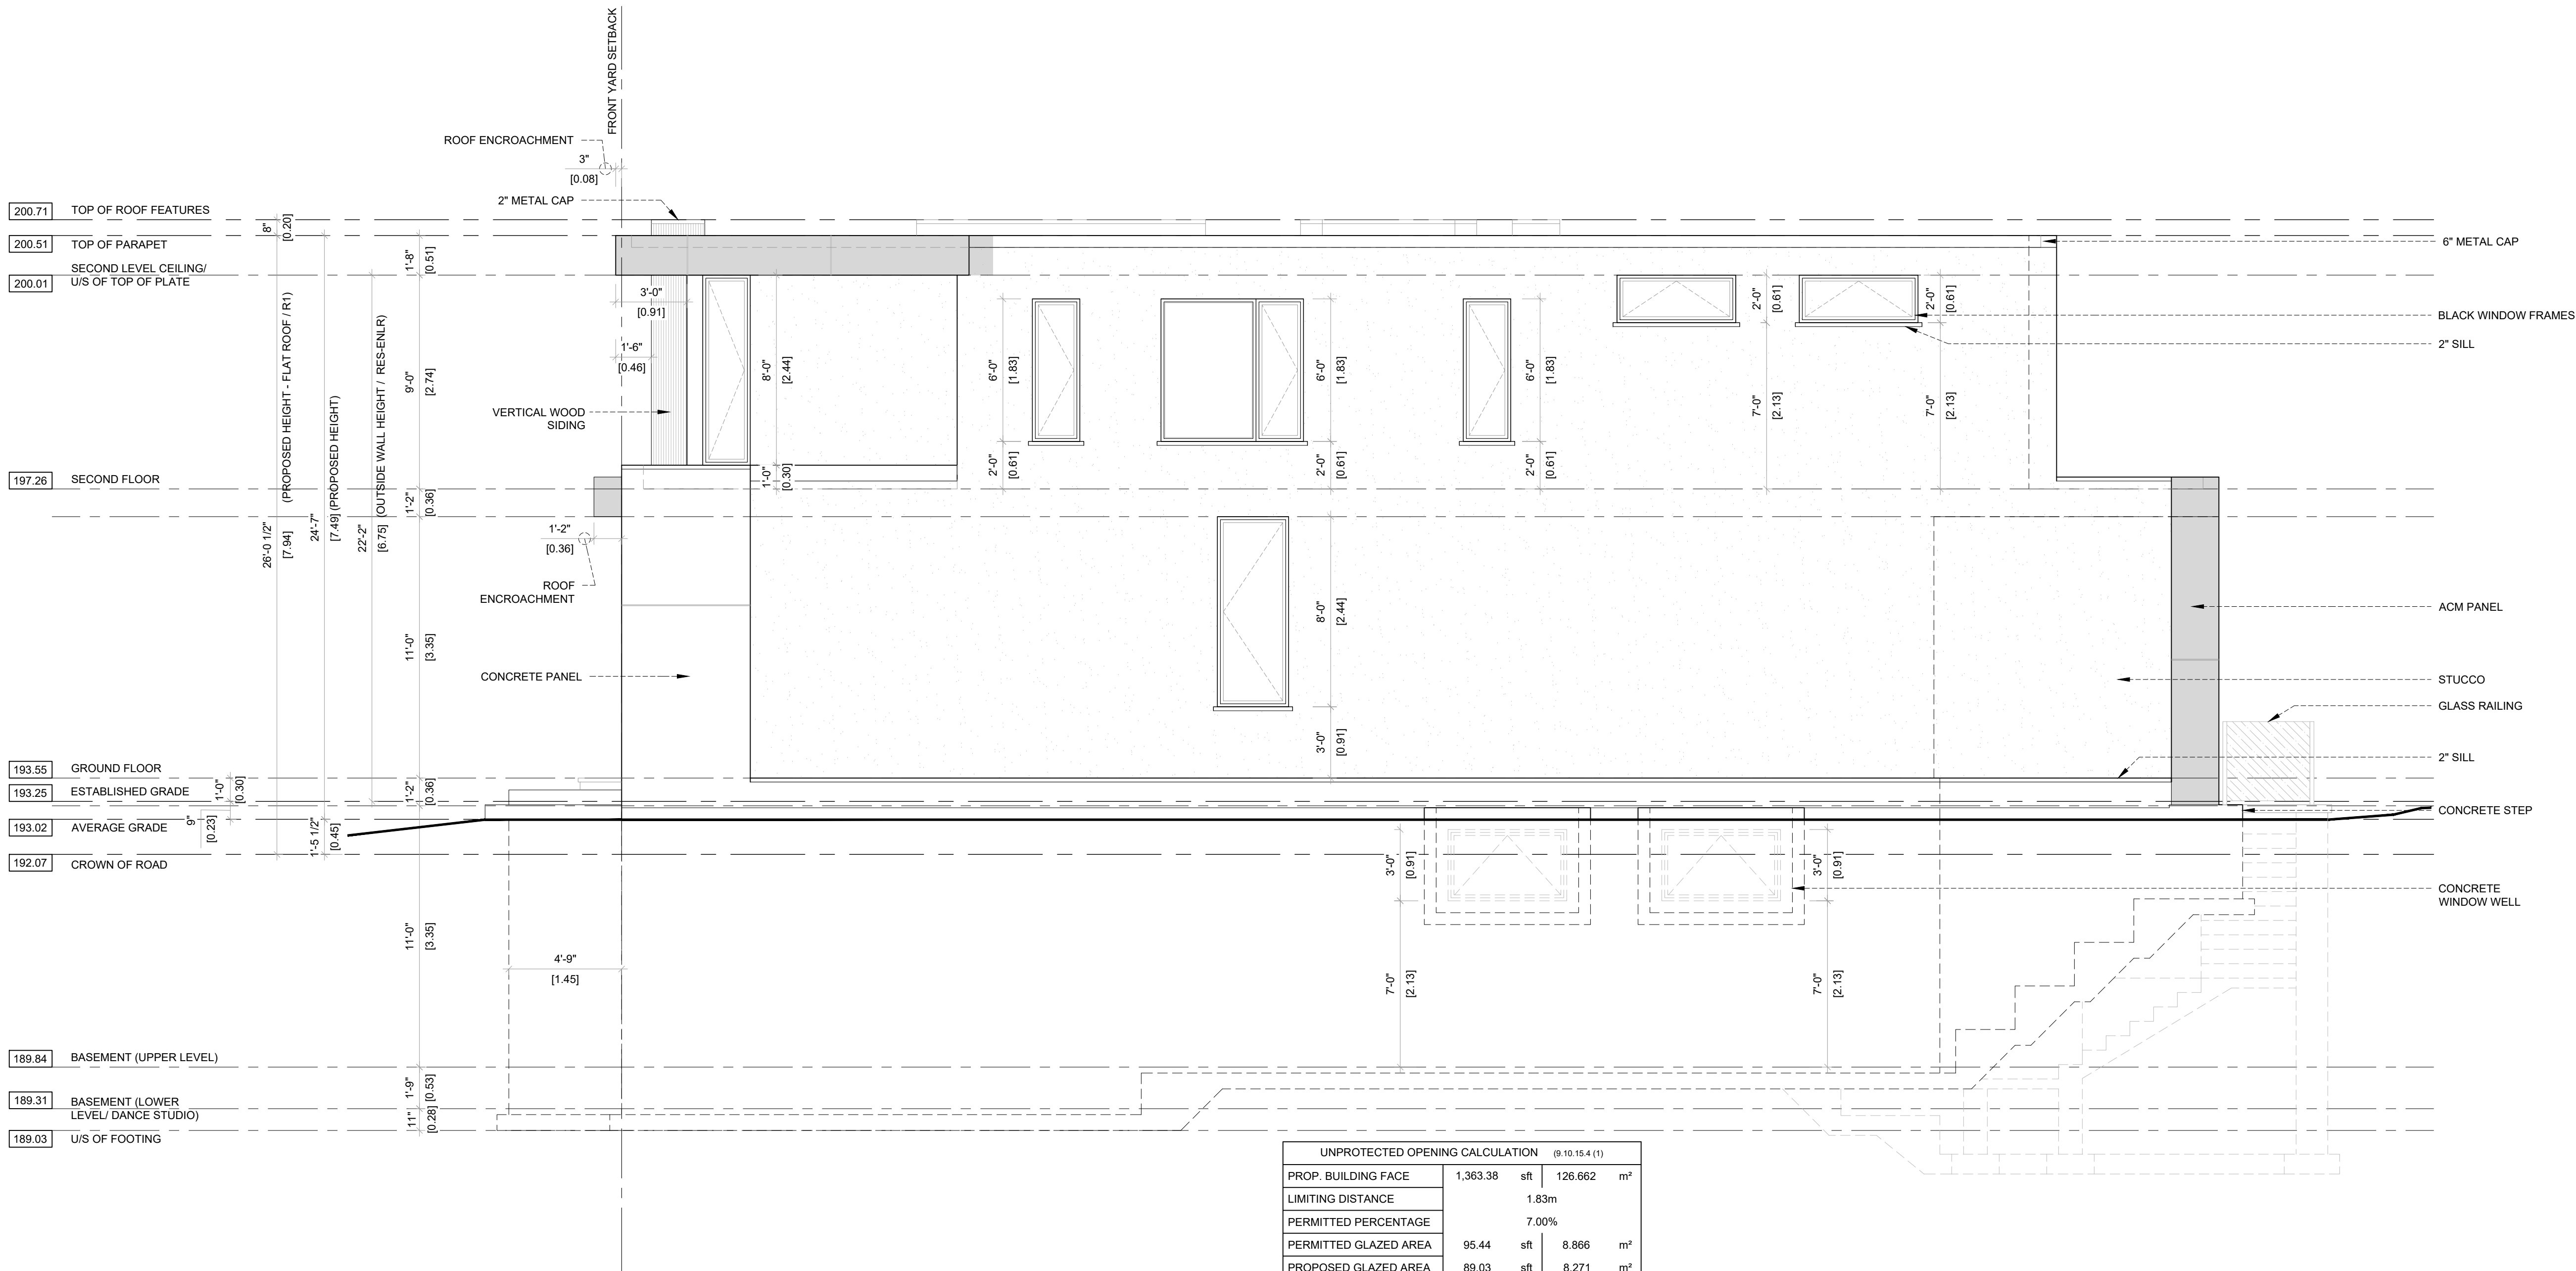 FRONT YARD SETBACK
ROOF ENCROACHMENT
3"
[0.08]
2" METAL CAP
200.71 TOP OF ROOF FEATURES
8"
[0.20]
200.51 TOP OF PARAPET
1'-8"
[0.51]
6" METAL CAP
SECOND LEVEL CEILING/
200.01 U/S OF TOP OF PLATE
3'-0"
[0.91]
1'-6"
[0.46]
9'-0"
[2.74]
8'-0"
[2.44]
6'-0"
[1.83]
6'-0"
[1.83]
6'-0"
[1.83]
2'-0"
[0.61]
2'-0"
[0.61]
BLACK WINDOW FRAMES
2" SILL
7'-0"
[2.13]
7'-0"
[2.13]
VERTICAL WOOD
SIDING
26'-0 1/2" (PROPOSED HEIGHT - FLAT ROOF / R1)
[7.94]
24'-7"
[7.49] (PROPOSED HEIGHT)
22'-2" (OUTSIDE WALL HEIGHT / RES-ENLR)
[6.75]
197.26 SECOND FLOOR
1'-0"
[0.30]
2'-0"
[0.61]
2'-0"
[0.61]
2'-0"
[0.61]
1'-2"
[0.36]
1'-2"
[0.36]
ROOF
ENCROACHMENT
11'-0"
[3.35]
8'-0"
[2.44]
ACM PANEL
CONCRETE PANEL
STUCCO
GLASS RAILING
3'-0"
[0.91]
2" SILL
193.55 GROUND FLOOR
1'-0"
[0.30]
1'-2"
[0.36]
193.25 ESTABLISHED GRADE
9"
[0.23]
193.02 AVERAGE GRADE
1'-5 1/2"
[0.45]
CONCRETE STEP
192.07 CROWN OF ROAD
3'-0"
[0.91]
3'-0"
[0.91]
CONCRETE
WINDOW WELL
11'-0"
[3.35]
4'-9"
[1.45]
7'-0"
[2.13]
7'-0"
[2.13]
189.84 BASEMENT (UPPER LEVEL)
1'-9"
[0.53]
189.31 BASEMENT (LOWER
LEVEL/ DANCE STUDIO)
11"
[0.28]
189.03 U/S OF FOOTING
UNPROTECTED OPENING CALCULATION (9.10.15.4 (1)
PROP. BUILDING FACE 1,363.38 sft 126.662 m²
LIMITING DISTANCE 1.83m
PERMITTED PERCENTAGE 7.00%
PERMITTED GLAZED AREA 95.44 sft 8.866 m²
PROPOSED GLAZED AREA 89.03 sft 8.271 m²